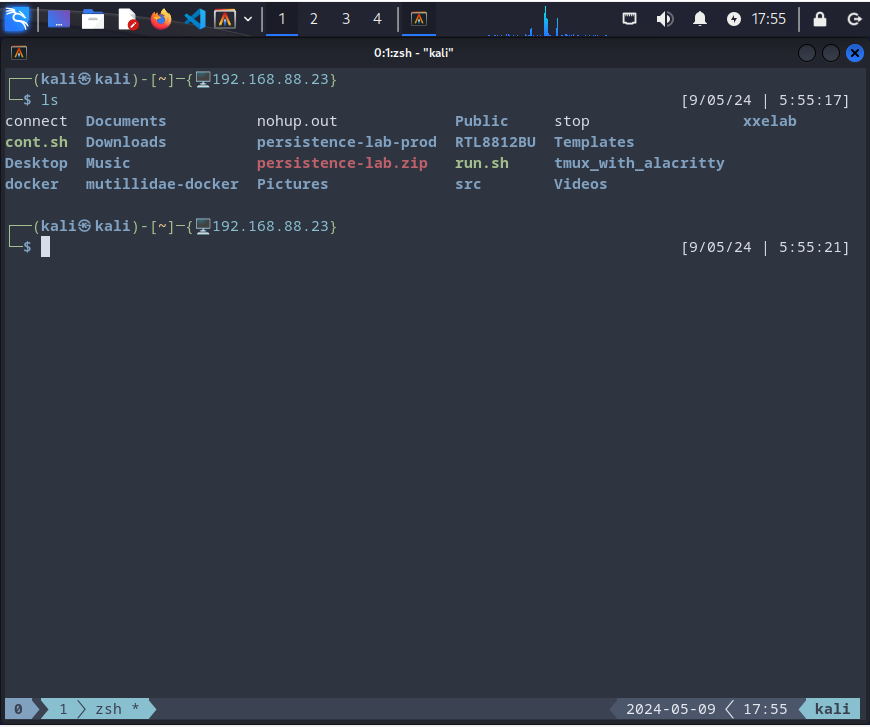 1 2 3 4 17:55
0:1:zsh - "kali"
┌──(kali㉿kali)-[~]─{🖥️192.168.88.23}
└─$ ls [9/05/24 | 5:55:17]
connect Documents nohup.out Public stop xxelab
cont.sh Downloads persistence-lab-prod RTL8812BU Templates
Desktop Music persistence-lab.zip run.sh tmux_with_alacritty
docker mutillidae-docker Pictures src Videos
┌──(kali㉿kali)-[~]─{🖥️192.168.88.23}
└─$ [9/05/24 | 5:55:21]
0 1 zsh * 2024-05-09 17:55 kali